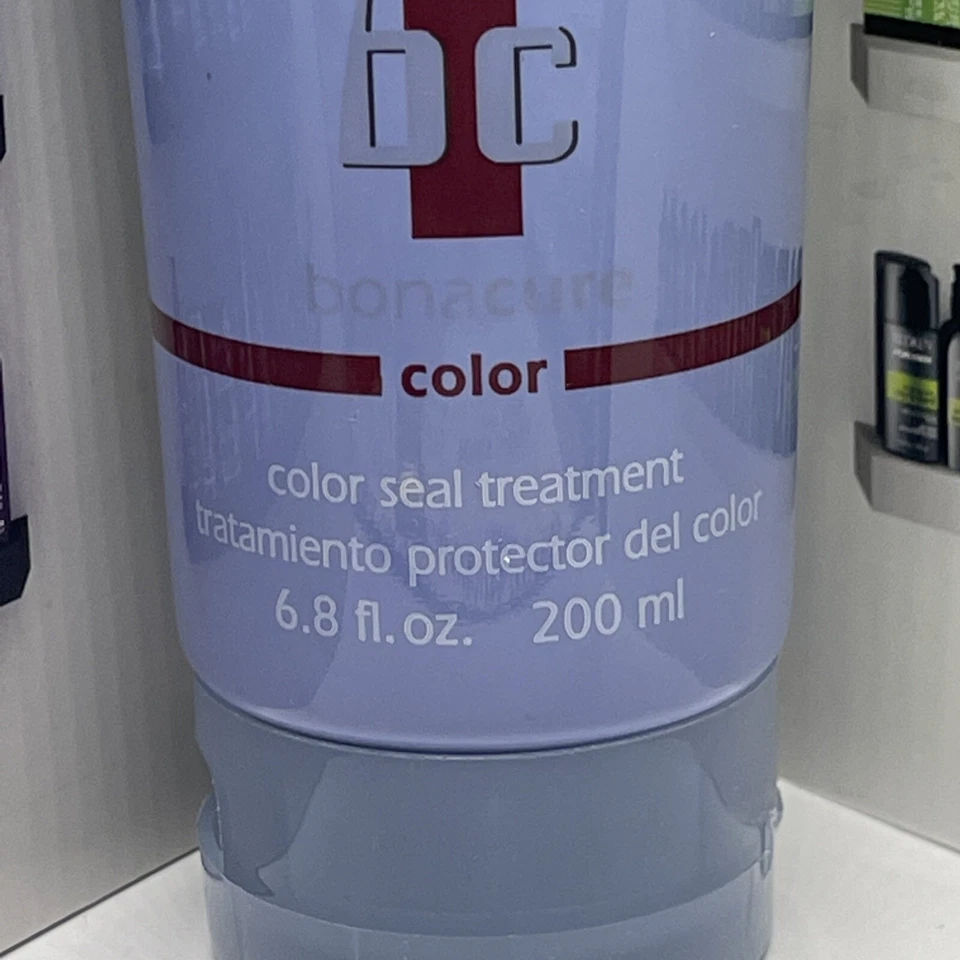 bc
bonacure
color
color seal treatment
tratamiento protector del color
6.8 fl. oz. 200 ml